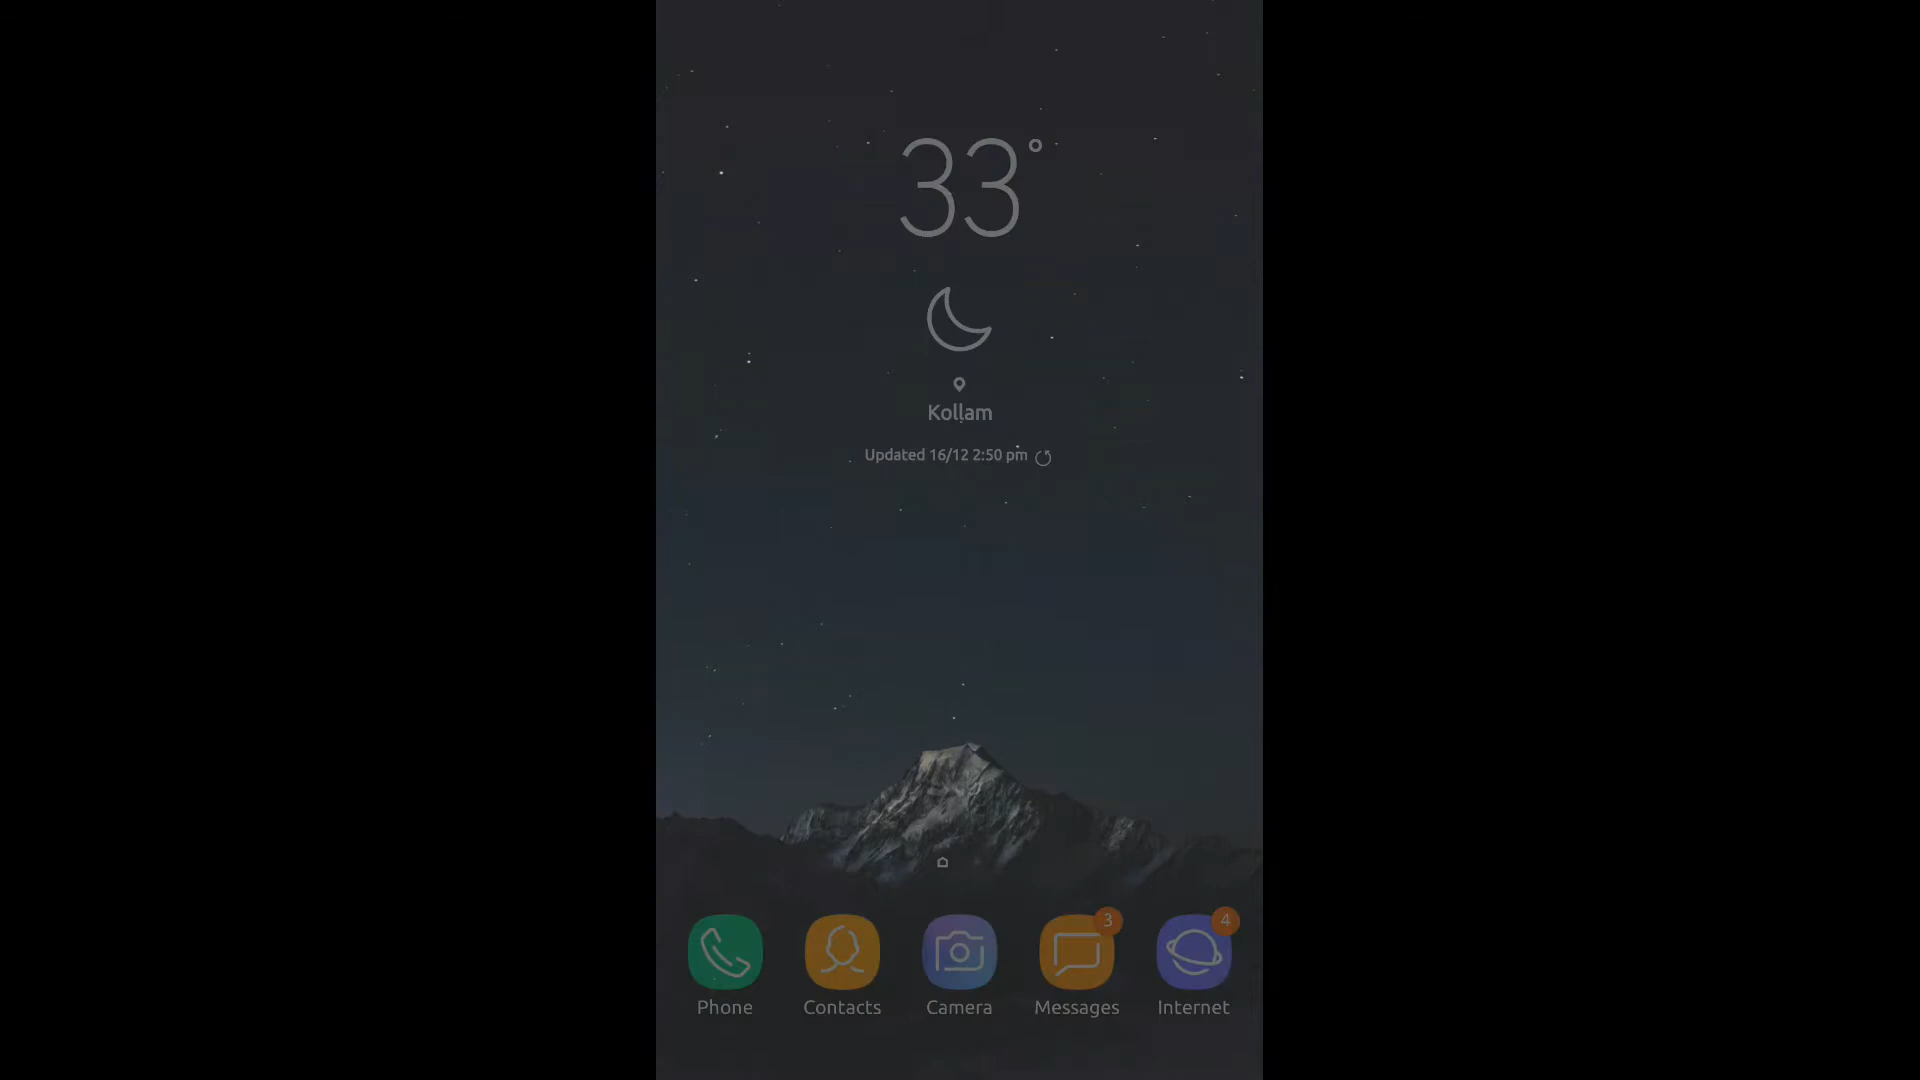 33°
Kollam
Updated 16/12 2:50 pm
3
4
Phone
Contacts
Camera
Messages
Internet